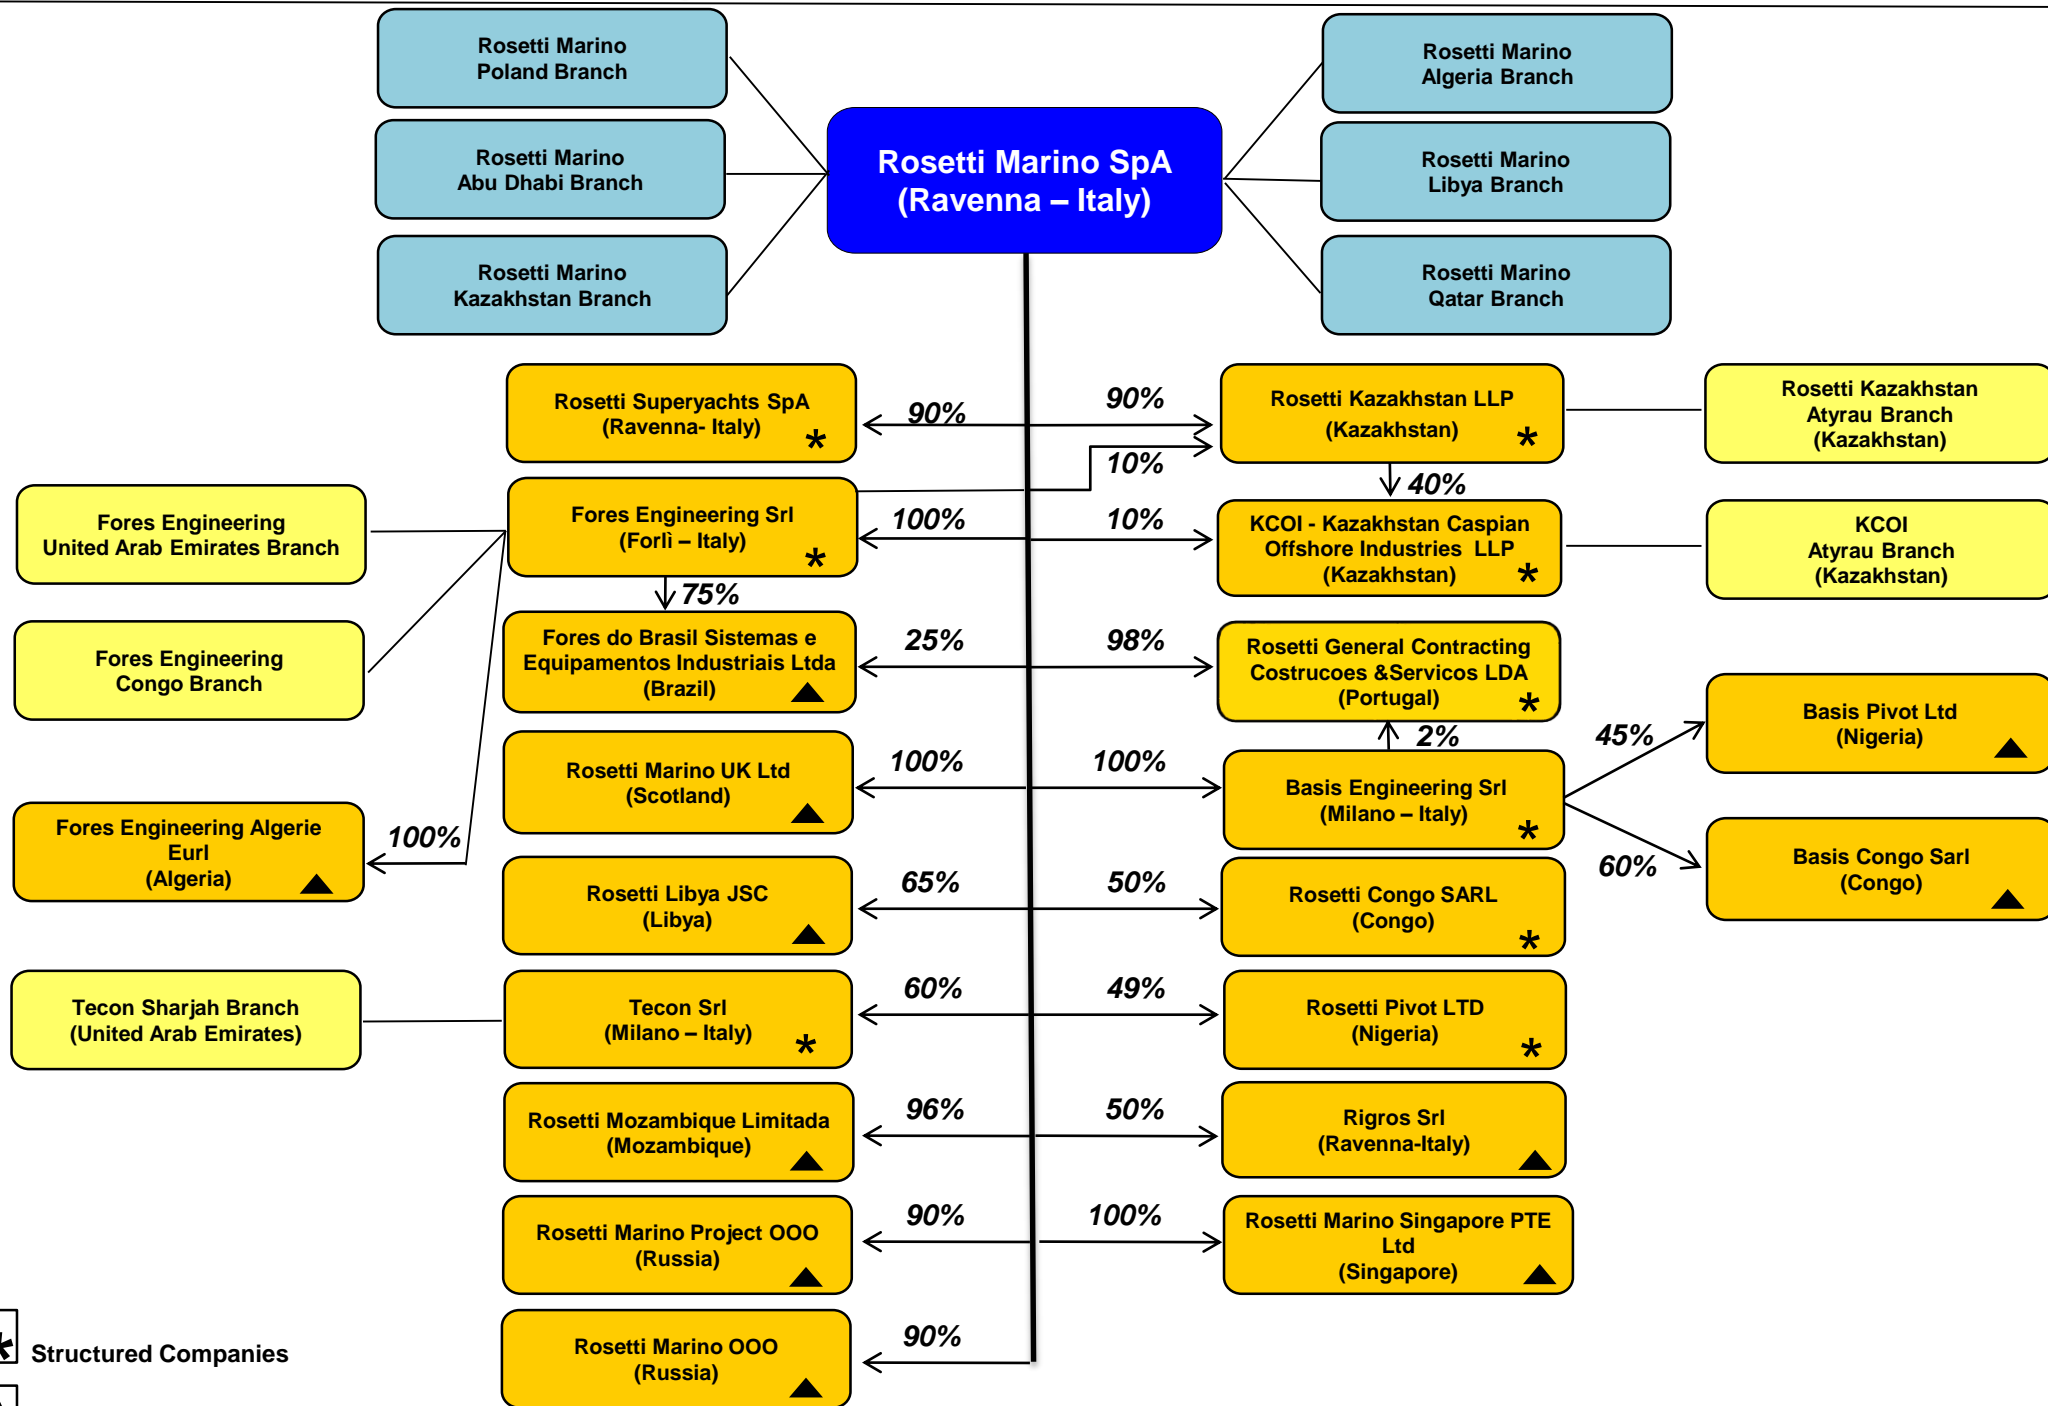 Rosetti Marino
Poland Branch
Rosetti Marino
Algeria Branch
Rosetti Marino SpA
(Ravenna – Italy)
Rosetti Marino
Abu Dhabi Branch
Rosetti Marino
Libya Branch
Rosetti Marino
Kazakhstan Branch
Rosetti Marino
Qatar Branch
Rosetti Superyachts SpA
(Ravenna- Italy)
*
90%
90%
Rosetti Kazakhstan LLP
(Kazakhstan)
*
Rosetti Kazakhstan
Atyrau Branch
(Kazakhstan)
10%
40%
Fores Engineering
United Arab Emirates Branch
Fores Engineering Srl
(Forlì – Italy)
*
100%
10%
KCOI - Kazakhstan Caspian
Offshore Industries LLP
(Kazakhstan)
*
KCOI
Atyrau Branch
(Kazakhstan)
75%
Fores Engineering
Congo Branch
Fores do Brasil Sistemas e
Equipamentos Industriais Ltda
(Brazil)
25%
98%
Rosetti General Contracting
Costrucoes &Servicos LDA
(Portugal)
*
2%
45%
Basis Pivot Ltd
(Nigeria)
Rosetti Marino UK Ltd
(Scotland)
100%
100%
Basis Engineering Srl
(Milano – Italy)
*
Fores Engineering Algerie
Eurl
(Algeria)
100%
60%
Basis Congo Sarl
(Congo)
Rosetti Libya JSC
(Libya)
65%
50%
Rosetti Congo SARL
(Congo)
*
Tecon Sharjah Branch
(United Arab Emirates)
Tecon Srl
(Milano – Italy)
*
60%
49%
Rosetti Pivot LTD
(Nigeria)
*
Rosetti Mozambique Limitada
(Mozambique)
96%
50%
Rigros Srl
(Ravenna-Italy)
Rosetti Marino Project OOO
(Russia)
90%
100%
Rosetti Marino Singapore PTE
Ltd
(Singapore)
Rosetti Marino OOO
(Russia)
90%
* Structured Companies